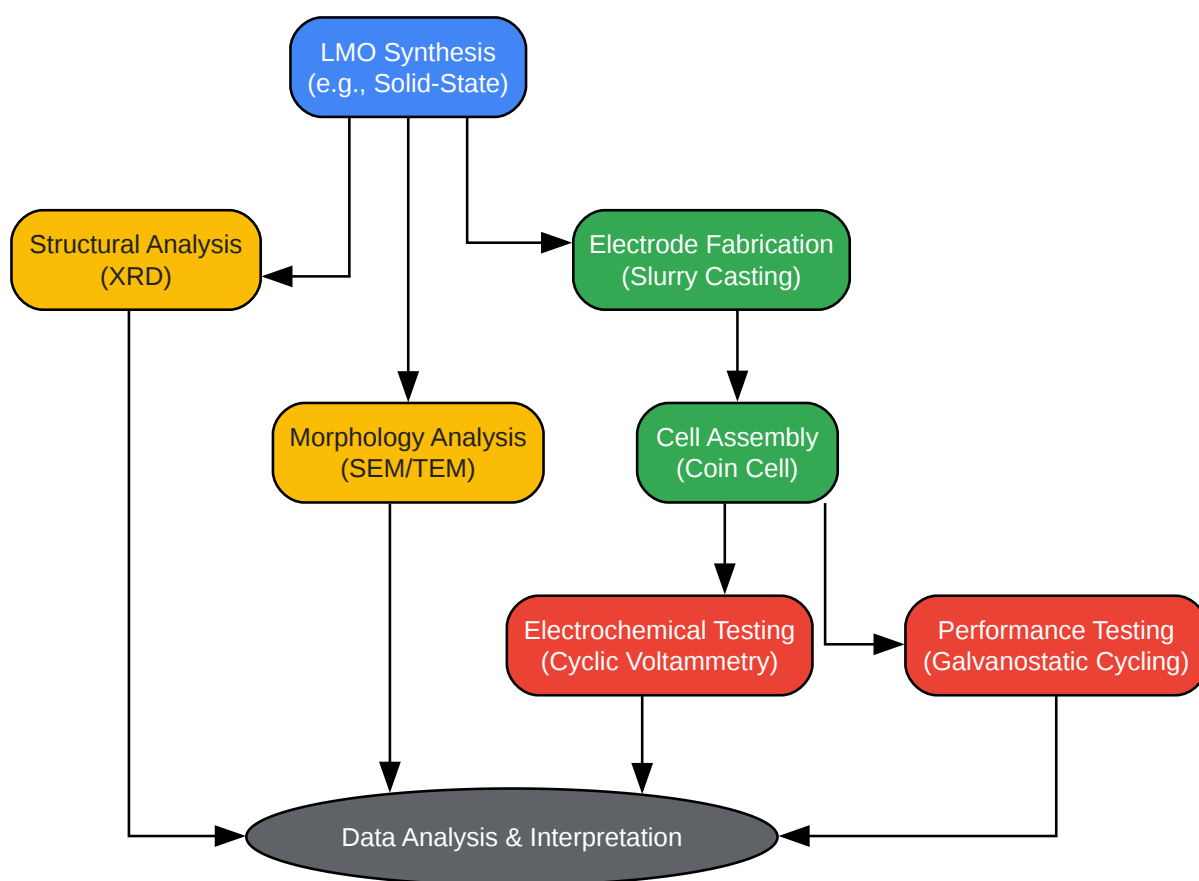 LMO Synthesis
(e.g., Solid-State)
Structural Analysis
(XRD)
Electrode Fabrication
(Slurry Casting)
Morphology Analysis
(SEM/TEM)
Cell Assembly
(Coin Cell)
Electrochemical Testing
(Cyclic Voltammetry)
Performance Testing
(Galvanostatic Cycling)
Data Analysis & Interpretation